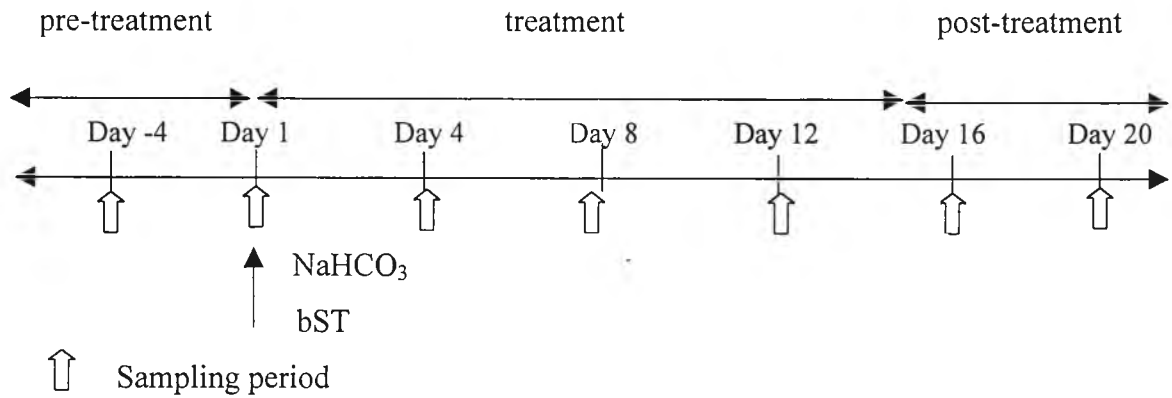 pre-treatment treatment post-treatment
Day -4 Day 1 Day 4 Day 8 Day 12 Day 16 Day 20
NaHCO₃
bST
Sampling period